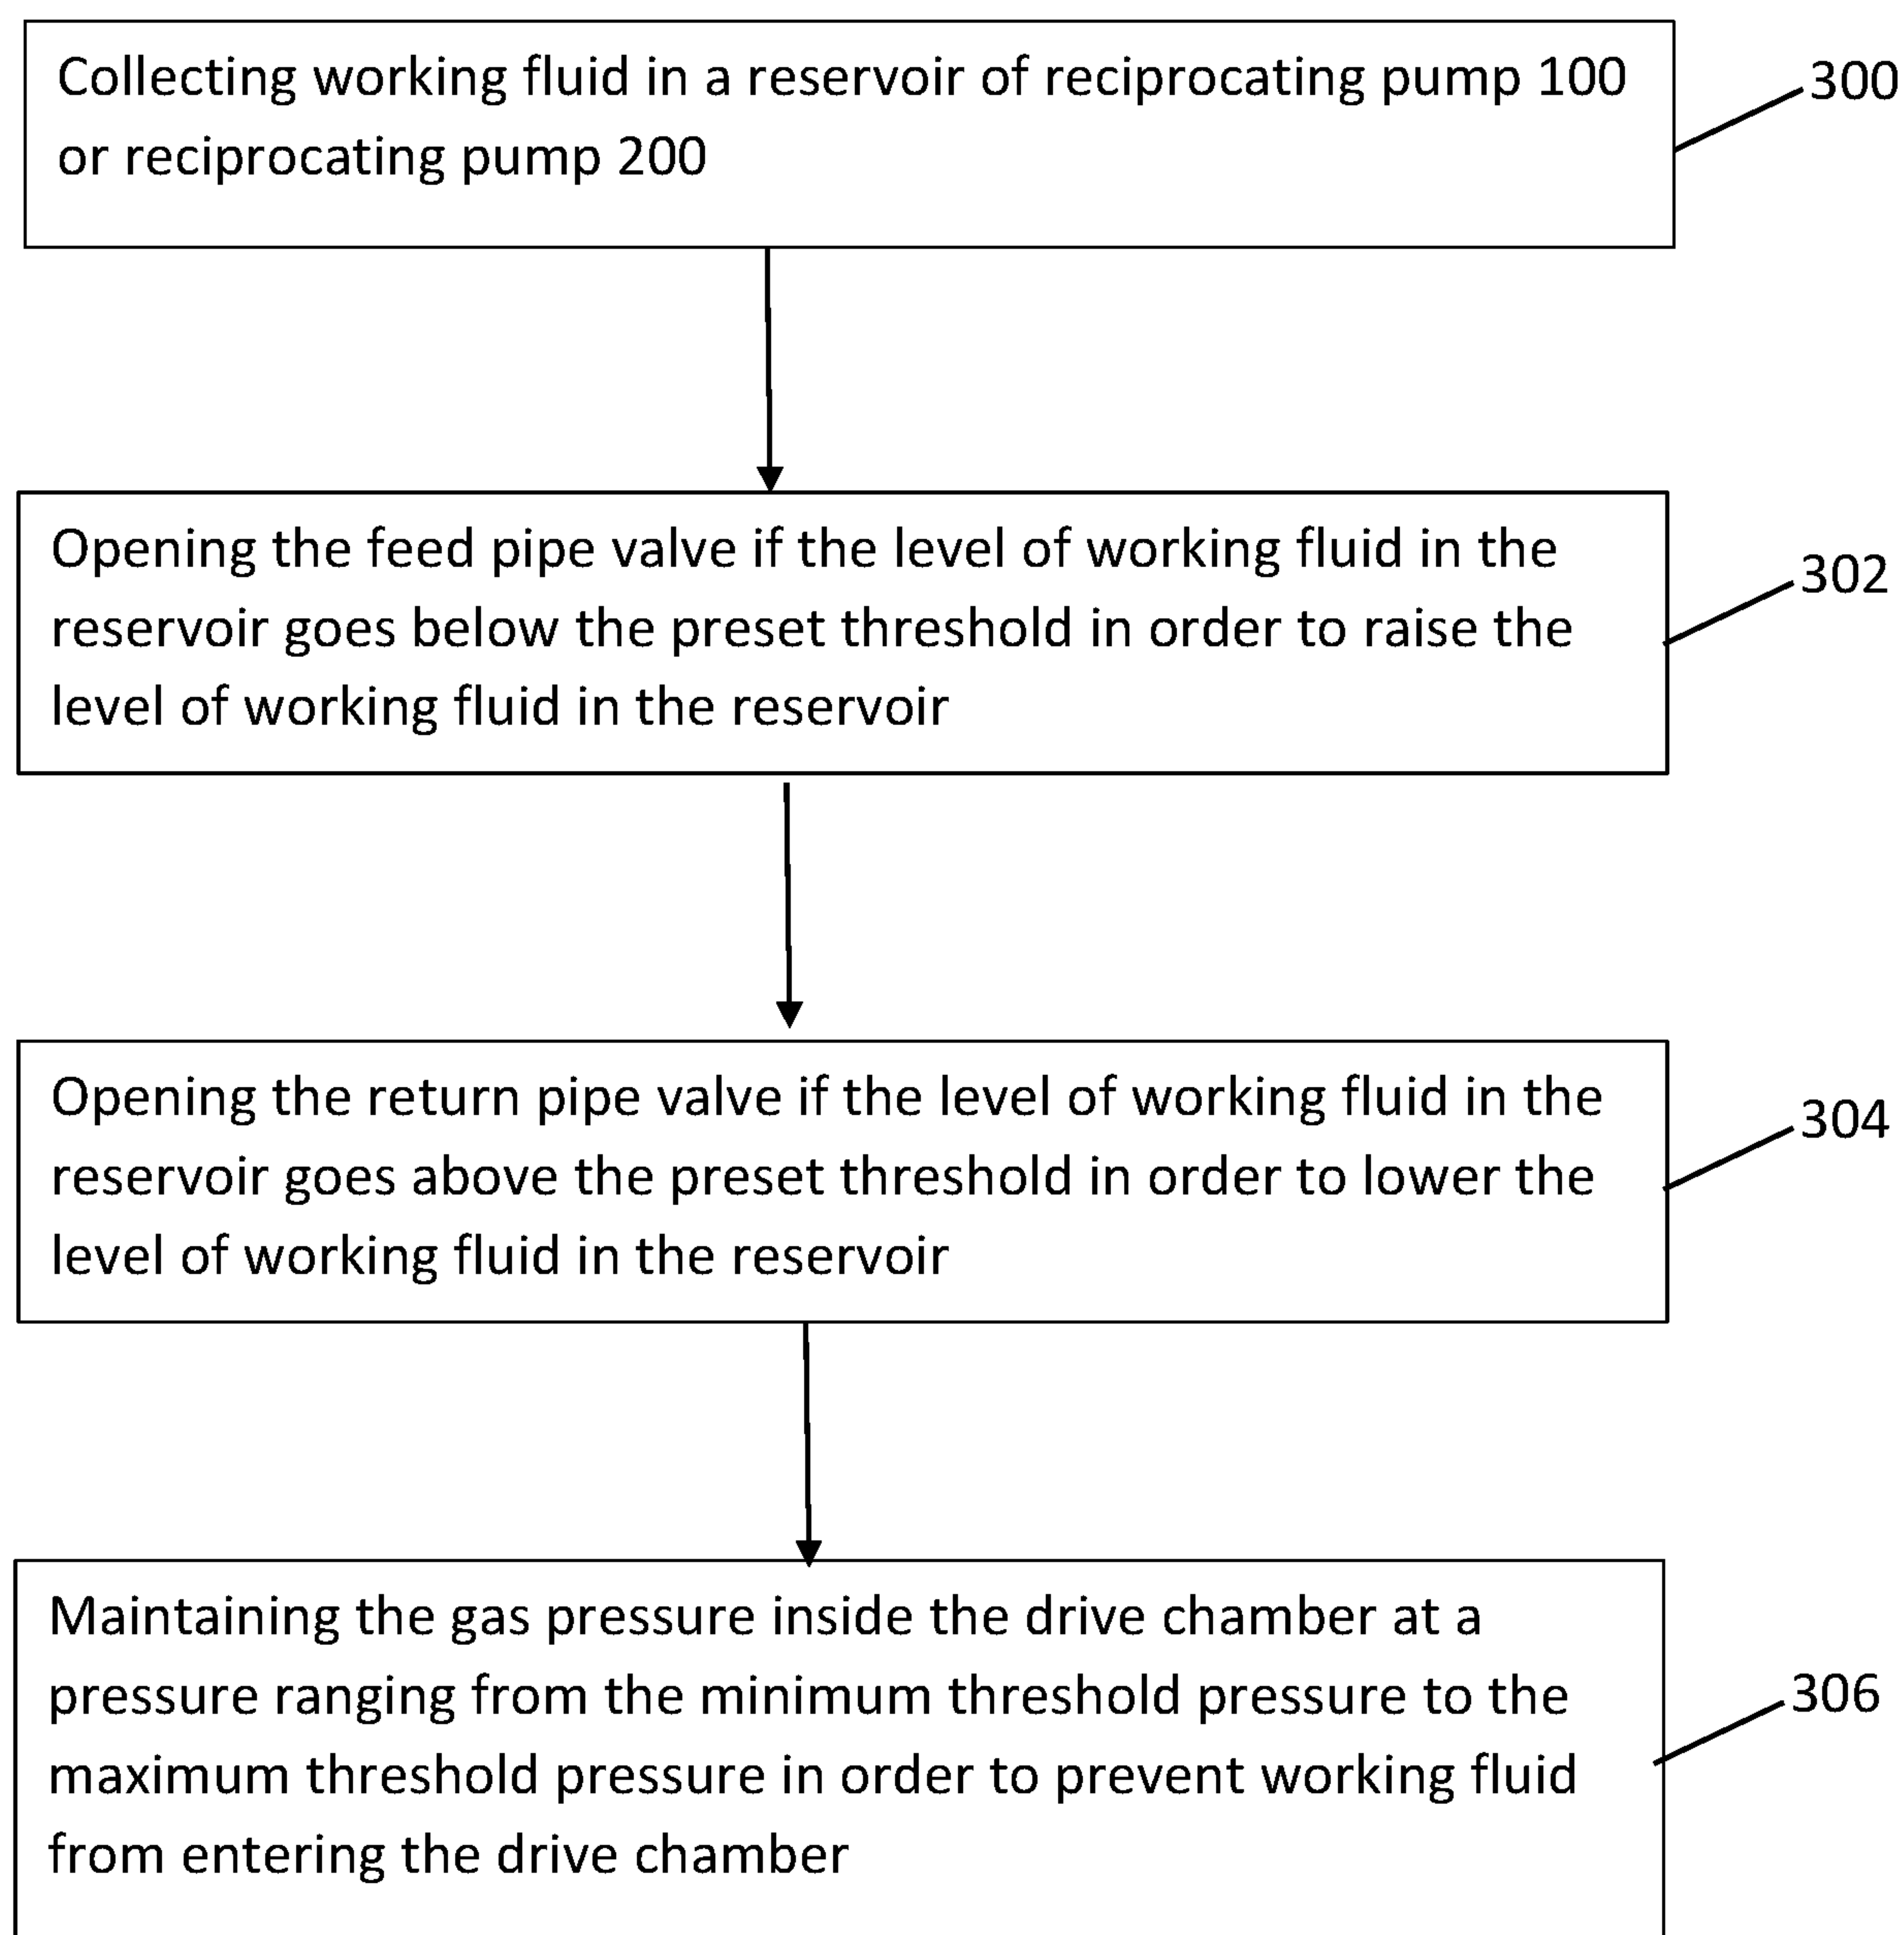 Collecting working fluid in a reservoir of reciprocating pump 100
or reciprocating pump 200
300
Opening the feed pipe valve if the level of working fluid in the
reservoir goes below the preset threshold in order to raise the
level of working fluid in the reservoir
302
Opening the return pipe valve if the level of working fluid in the
reservoir goes above the preset threshold in order to lower the
level of working fluid in the reservoir
304
Maintaining the gas pressure inside the drive chamber at a
pressure ranging from the minimum threshold pressure to the
maximum threshold pressure in order to prevent working fluid
from entering the drive chamber
306